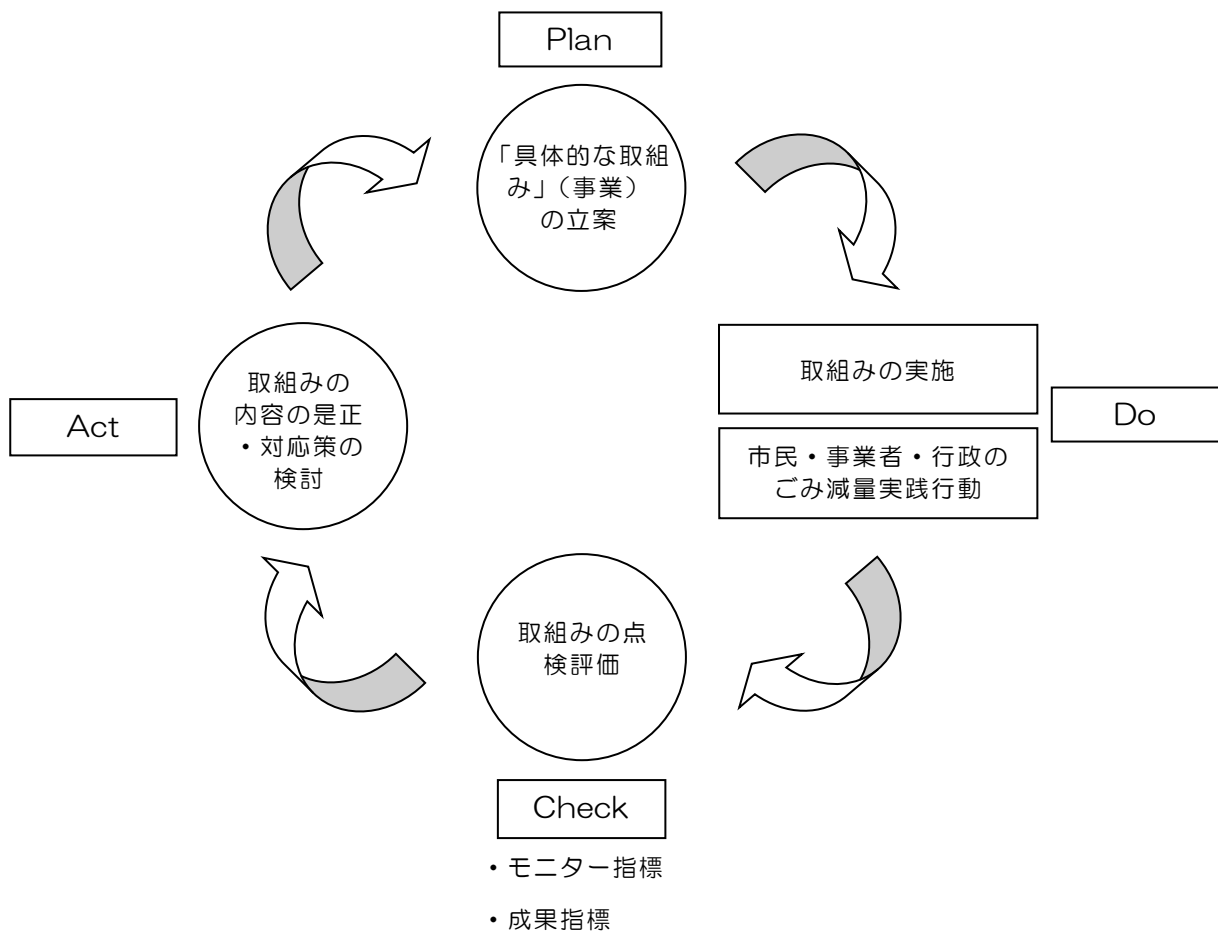 Plan
「具体的な取組
み」（事業）
の立案
取組みの実施
市民・事業者・行政の
ごみ減量実践行動
Do
取組みの点
検評価
Check
・モニター指標
・成果指標
取組みの
内容の是正
・対応策の
検討
Act